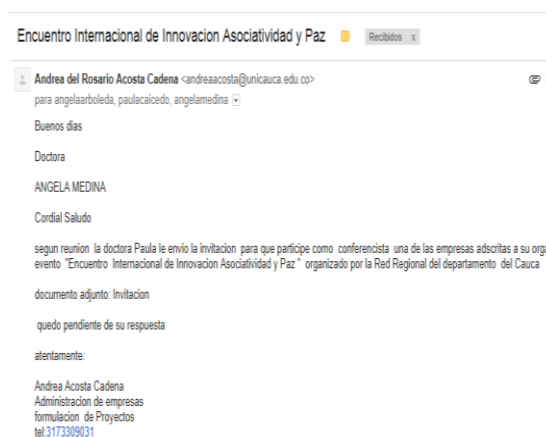 Encuentro Internacional de Innovacion Asociatividad y Paz Recibidos x
Andrea del Rosario Acosta Cadena <andreaacosta@unicauca.edu.co>
para angelaarboleda, paulacaicedo, angelamedina
Buenos dias
Doctora
ANGELA MEDINA
Cordial Saludo
segun reunion la doctora Paula le envio la invitacion para que participe como conferencista una de las empresas adscritas a su
evento "Encuentro Internacional de Innovacion Asociatividad y Paz " organizado por la Red Regional del departamento del Cauca
documento adjunto: Invitacion
quedo pendiente de su respuesta
atentamente:
Andrea Acosta Cadena
Administracion de empresas
formulacion de Proyectos
tel:3173309031